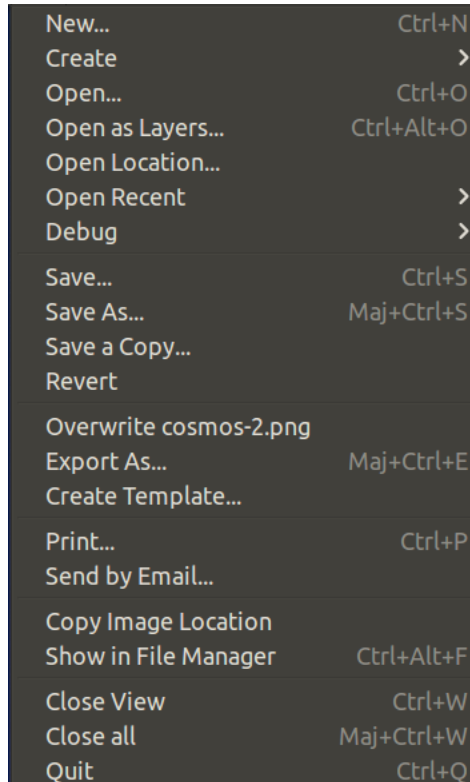 New... Ctrl+N
Create
Open... Ctrl+O
Open as Layers... Ctrl+Alt+O
Open Location...
Open Recent
Debug
Save... Ctrl+S
Save As... Maj+Ctrl+S
Save a Copy...
Revert
Overwrite cosmos-2.png
Export As... Maj+Ctrl+E
Create Template...
Print... Ctrl+P
Send by Email...
Copy Image Location
Show in File Manager Ctrl+Alt+F
Close View Ctrl+W
Close all Maj+Ctrl+W
Quit Ctrl+Q